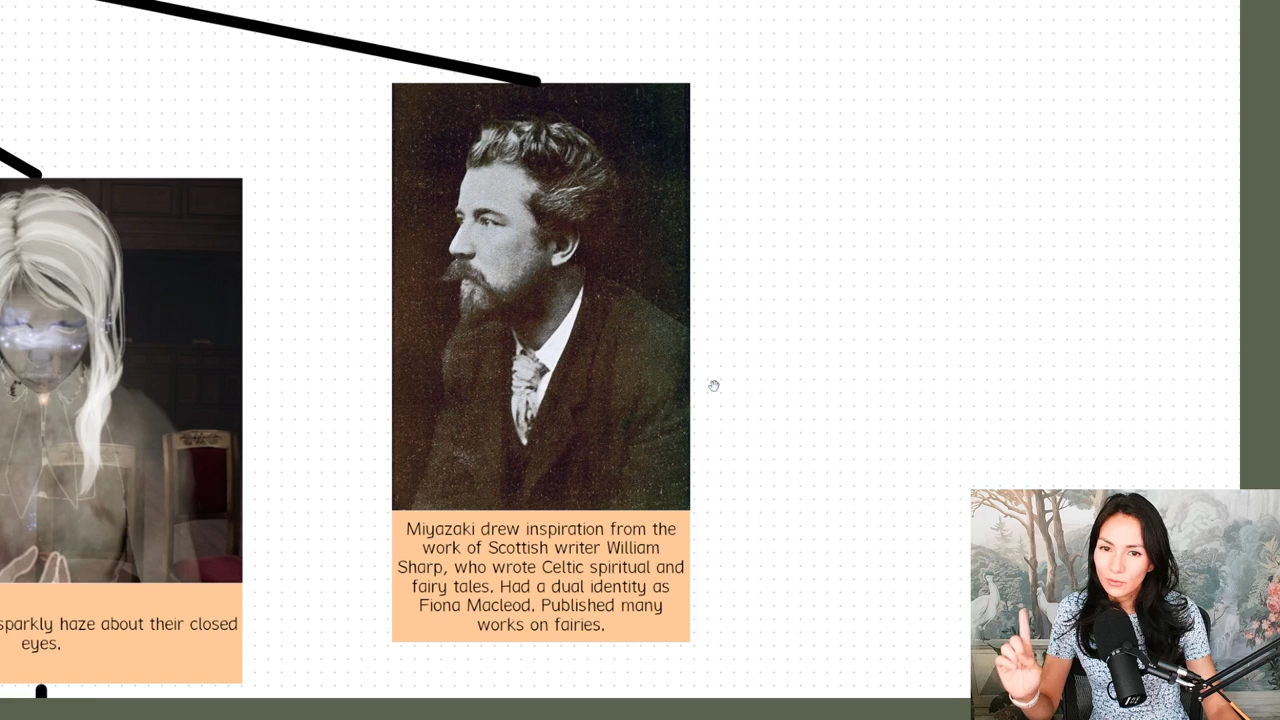 Miyazaki drew inspiration from the
work of Scottish writer William
Sharp, who wrote Celtic spiritual and
fairy tales. Had a dual identity as
Fiona Macleod. Published many
works on fairies.
sparkly haze about their closed
eyes.